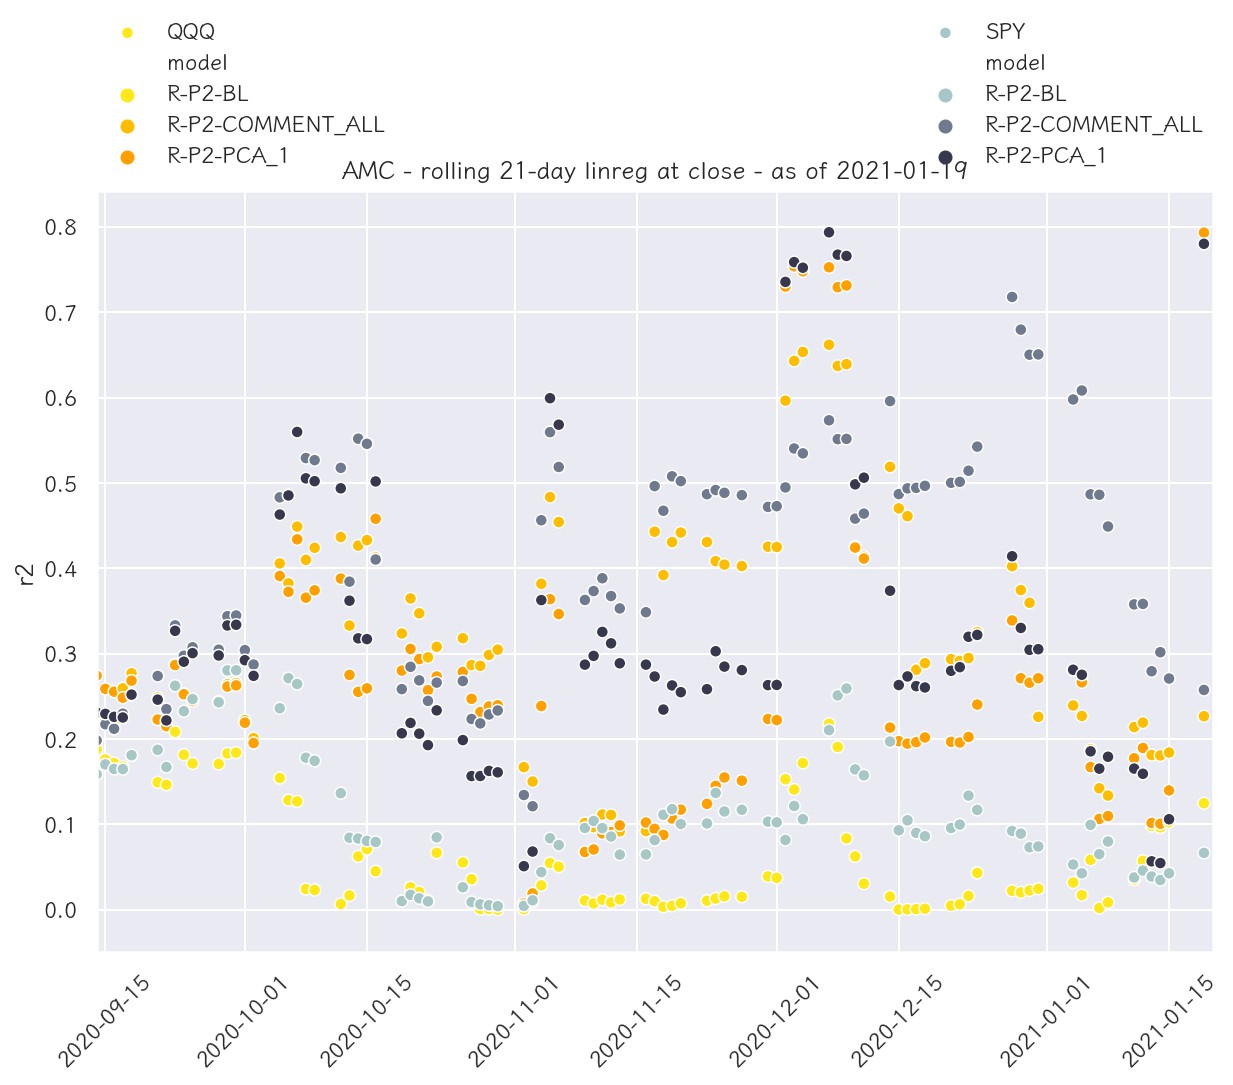 QQQ
model
R-P2-BL
R-P2-COMMENT_ALL
R-P2-PCA_1
SPY
model
R-P2-BL
R-P2-COMMENT_ALL
R-P2-PCA_1
AMC - rolling 21-day linreg at close - as of 2021-01-19
0.8
0.7
0.6
0.5
0.4
0.3
0.2
0.1
0.0
r2
2020-09-15
2020-10-01
2020-10-15
2020-11-01
2020-11-15
2020-12-01
2020-12-15
2021-01-01
2021-01-15